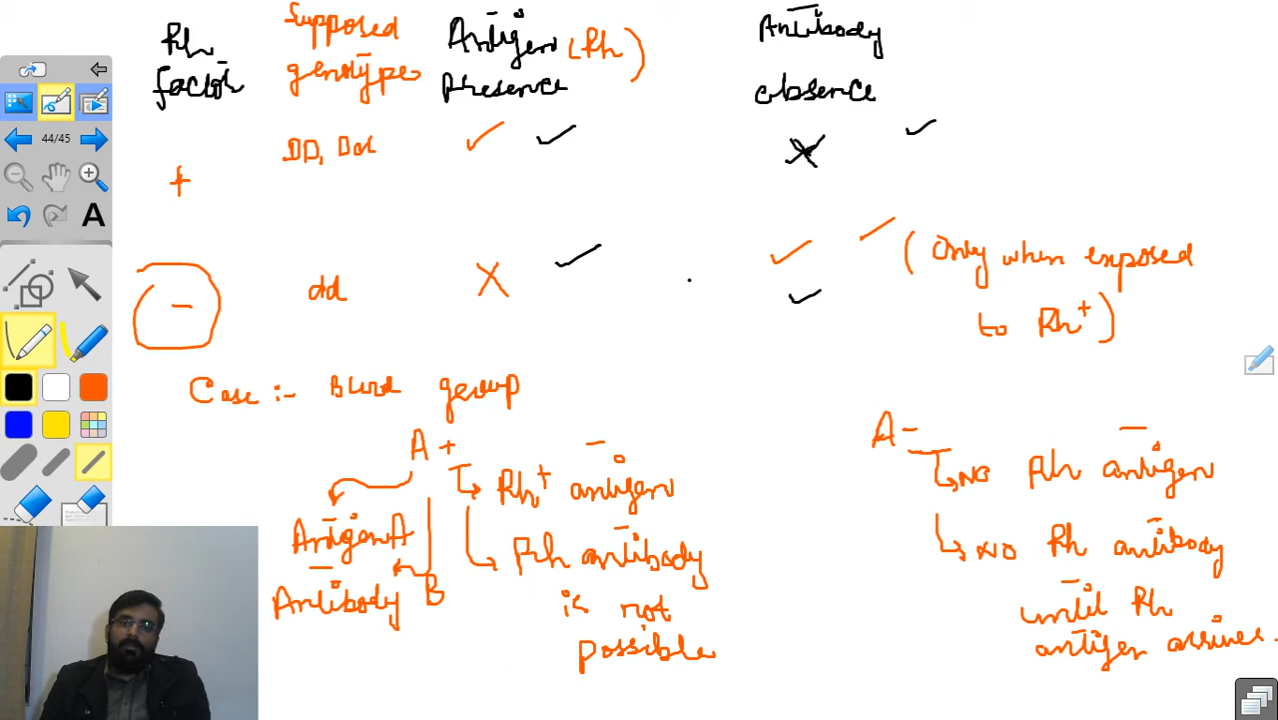 Rh factor
Supposed genotype
Antigen (Rh) Presence
Antibody absence
44/45
A
+
DD, Dd
-
dd
(Only when exposed
to Rh+)
Case :- Blood group
A+
Rh+ antigen
Antigen A
Rh antibody
Antibody B
is not
possible
A-
NO Rh antigen
NO Rh antibody
until Rh
antigen arrives.